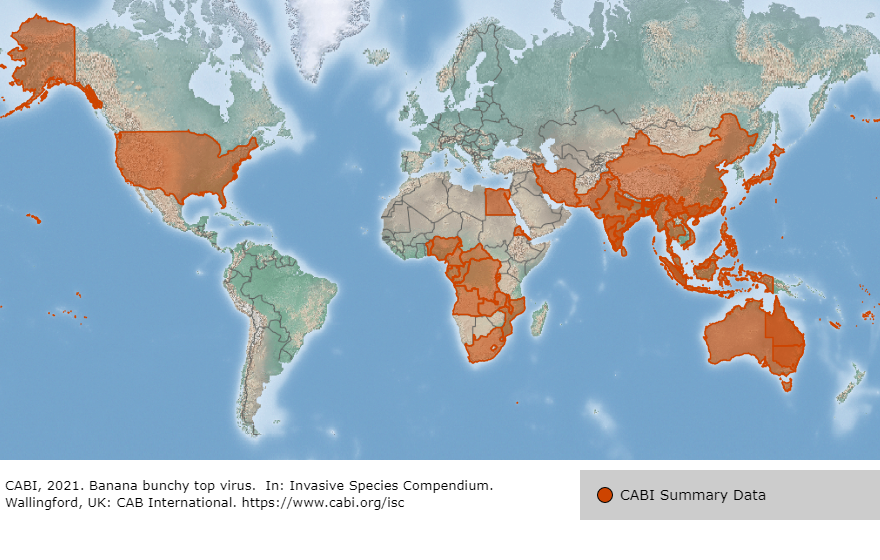 CABI, 2021. Banana bunchy top virus.  In: Invasive Species Compendium.
Wallingford, UK: CAB International. https://www.cabi.org/isc
CABI Summary Data